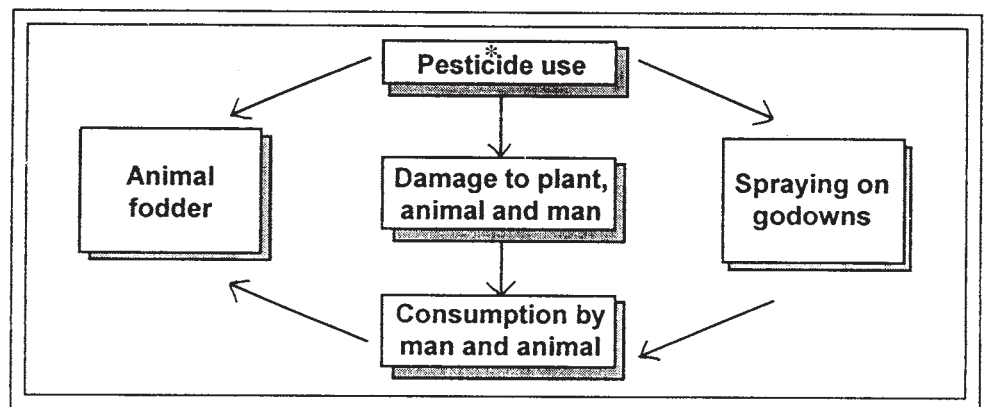 *
Pesticide use
Animal
fodder
Damage to plant,
animal and man
Spraying on
godowns
Consumption by
man and animal